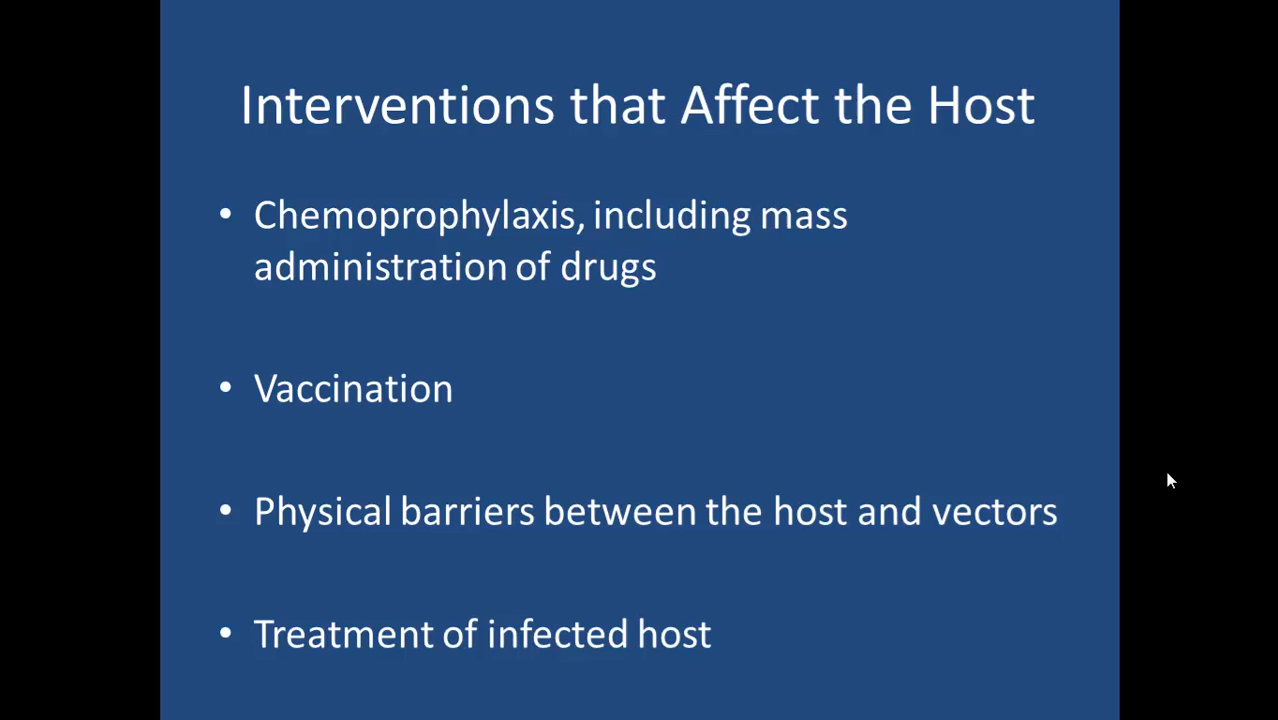 Interventions that Affect the Host
• Chemoprophylaxis, including mass
administration of drugs
• Vaccination
• Physical barriers between the host and vectors
• Treatment of infected host